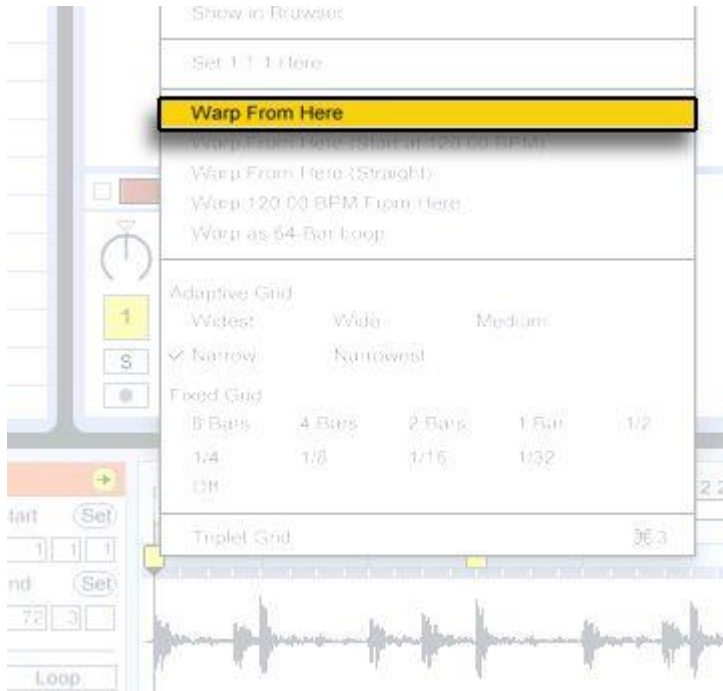 Show in Browser
Set 1.1.1 Here
Warp From Here
Warp From Here (Start at 120.00 BPM)
Warp From Here (Straight)
Warp 120.00 BPM From Here
Warp as 64-Bar Loop
Adaptive Grid
1
Widest Wide Medium
S
✓ Narrow Narrowest
Fixed Grid
8 Bars 4 Bars 2 Bars 1 Bar 1/2
1/4 1/8 1/16 1/32
Off
tart Set
1 1 1
Triplet Grid ⌘3
nd Set
72 3
Loop